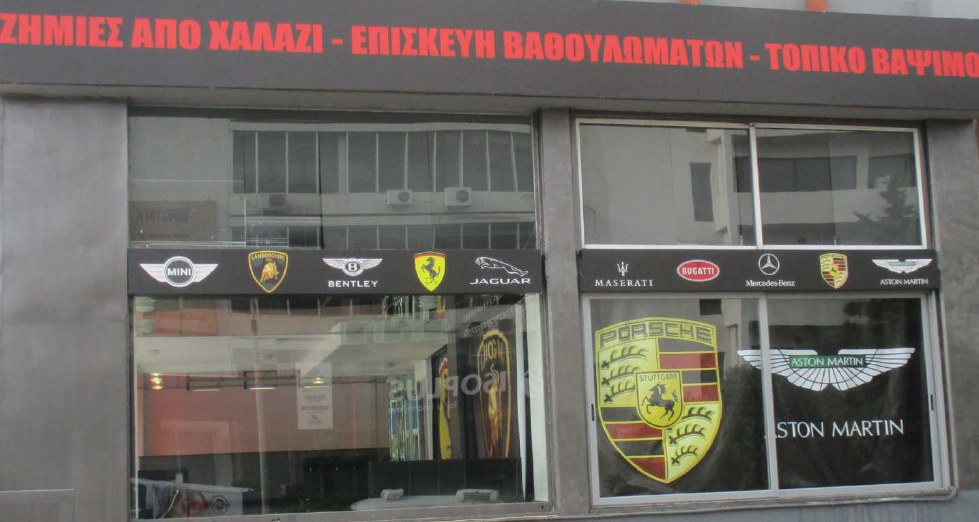 ΖΗΜΙΕΣ ΑΠΟ ΧΑΛΑΖΙ - ΕΠΙΣΚΕΥΗ ΒΑΘΟΥΛΩΜΑΤΩΝ - ΤΟΠΙΚΟ ΒΑΨΙΜΟ
MINI
LAMBORGHINI
BENTLEY
JAGUAR
MASERATI
BUGATTI
Mercedes-Benz
ASTON MARTIN
PORSCHE
STUTTGART
ASTON MARTIN
ASTON MARTIN
ISOPLUS